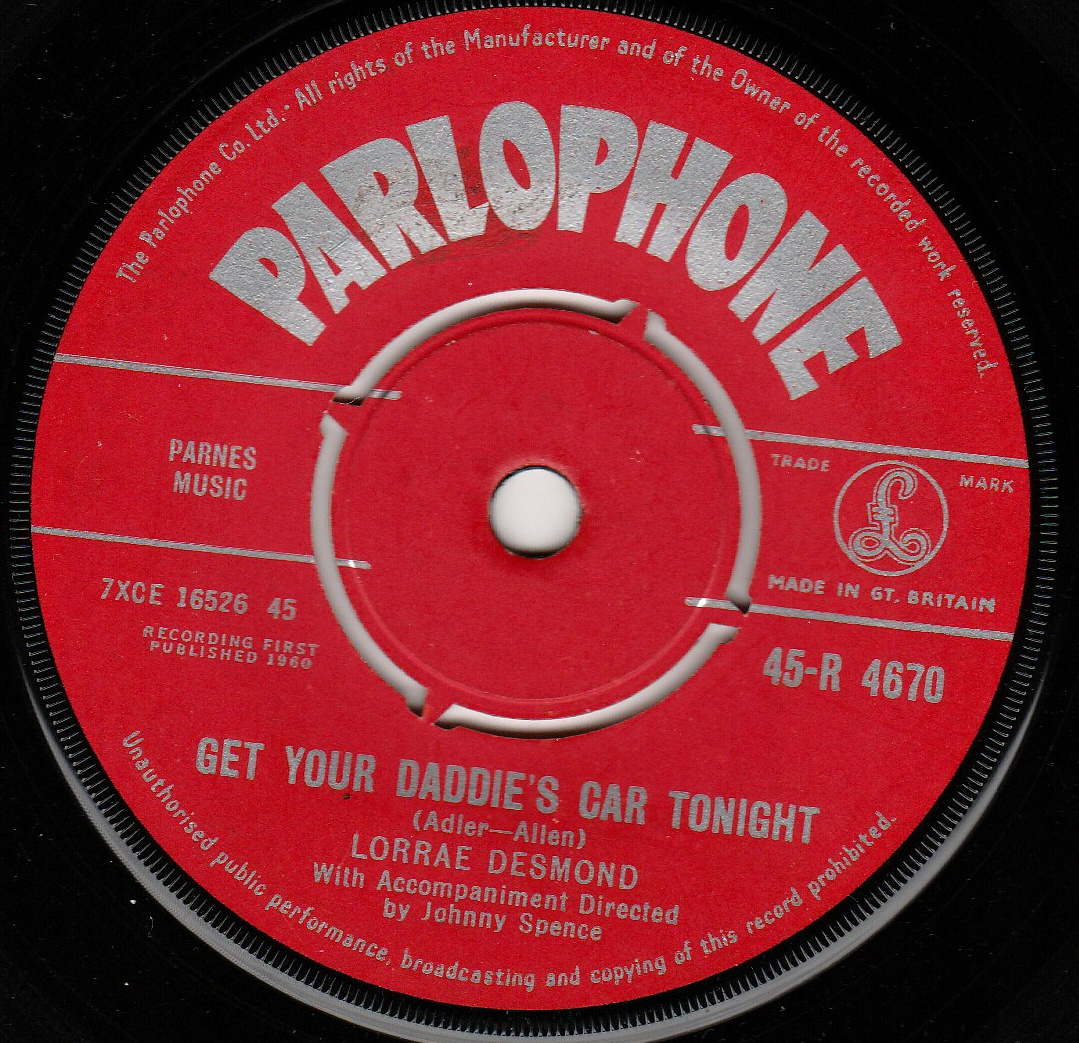 The Parlophone Co. Ltd.· All rights of the Manufacturer and of the Owner of the recorded work reserved.
PARLOPHONE
PARNES
MUSIC
TRADE MARK
£
MADE IN GT. BRITAIN
7XCE 16526 45
RECORDING FIRST
PUBLISHED 1960
45-R 4670
GET YOUR DADDIE'S CAR TONIGHT
(Adler—Allen)
LORRAE DESMOND
With Accompaniment Directed
by Johnny Spence
Unauthorised public performance, broadcasting and copying of this record prohibited.